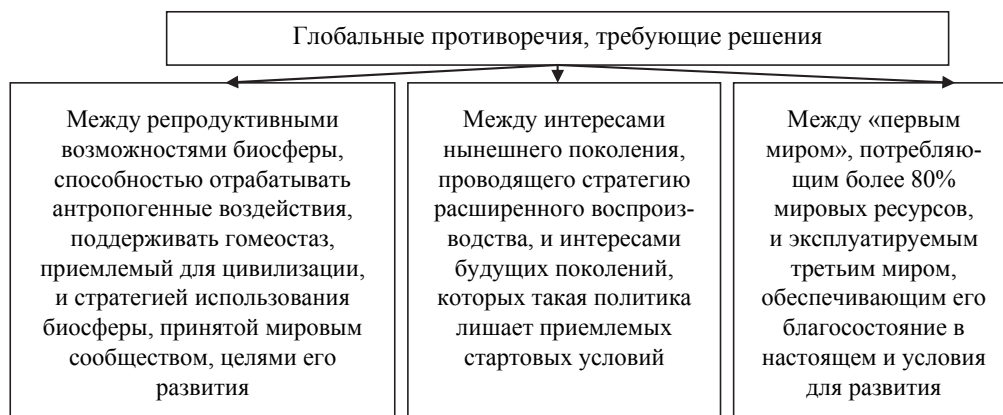 Глобальные противоречия, требующие решения
Между репродуктивными
возможностями биосферы,
способностью отрабатывать
антропогенные воздействия,
поддерживать гомеостаз,
приемлемый для цивилизации,
и стратегией использования
биосферы, принятой мировым
сообществом, целями его
развития
Между интересами
нынешнего поколения,
проводящего стратегию
расширенного воспроиз-
водства, и интересами
будущих поколений,
которых такая политика
лишает приемлемых
стартовых условий
Между «первым
миром», потребляю-
щим более 80%
мировых ресурсов,
и эксплуатируемым
третьим миром,
обеспечивающим его
благосостояние в
настоящем и условия
для развития